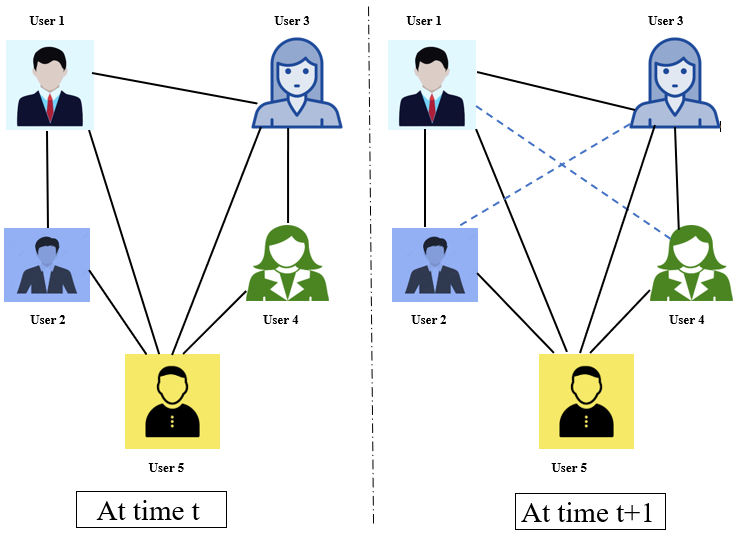 User 1
User 3
User 2
User 4
User 5
At time t
User 1
User 3
User 2
User 4
User 5
At time t+1